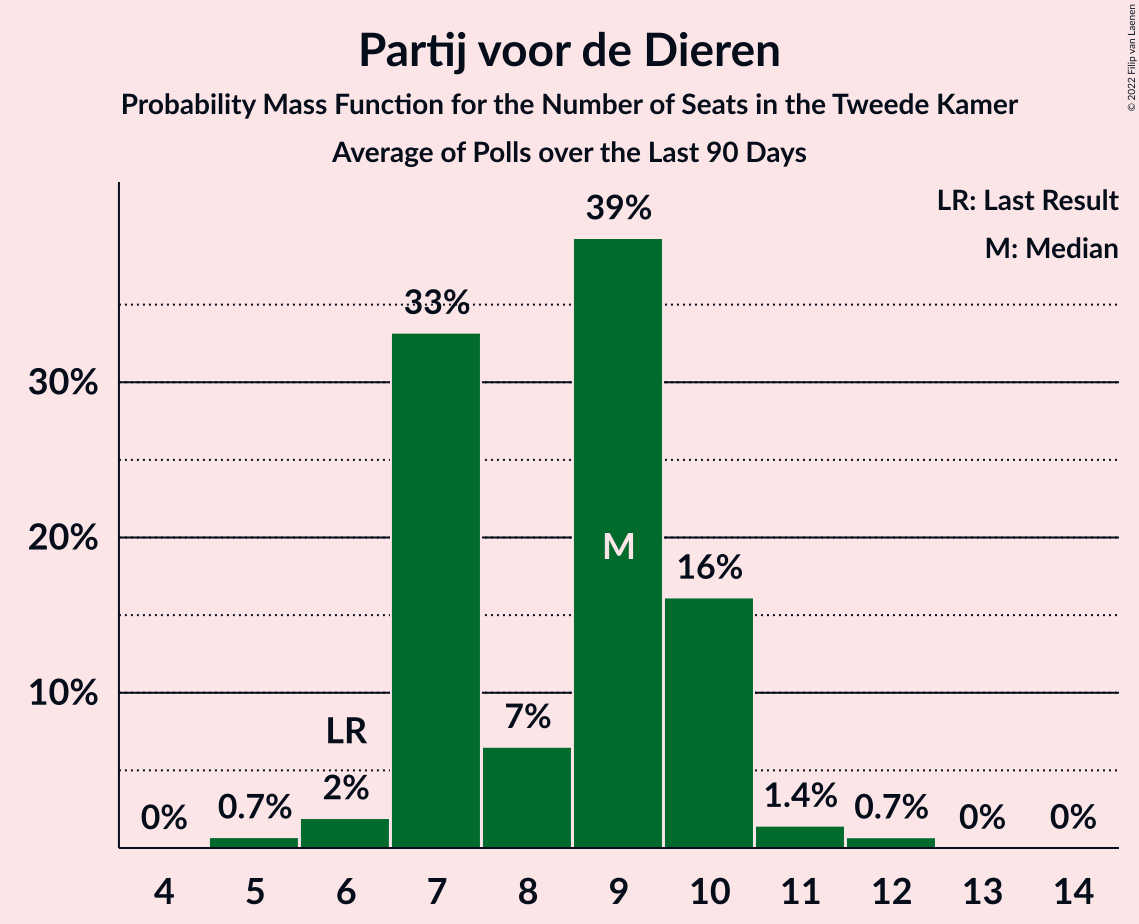 Partij voor de Dieren
Probability Mass Function for the Number of Seats in the Tweede Kamer
Average of Polls over the Last 90 Days
© 2022 Filip van Laenen
LR: Last Result
M: Median
39%
33%
30%
20%
M
16%
10%
7%
LR
2%
0%
0.7%
1.4%
0.7%
0%
0%
4 5 6 7 8 9 10 11 12 13 14